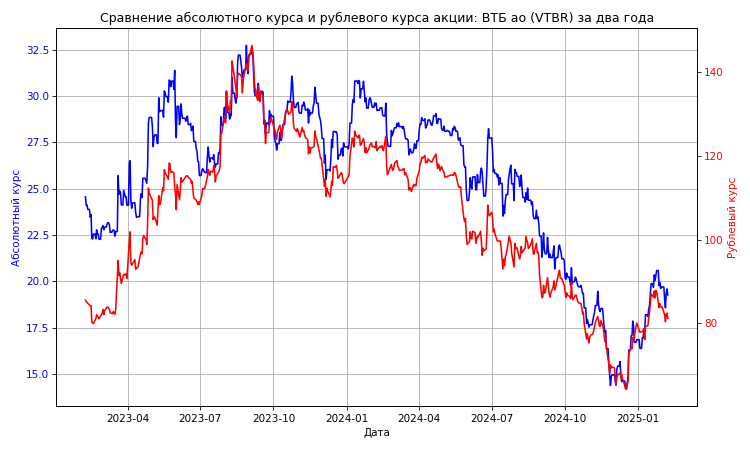 Сравнение абсолютного курса и рублевого курса акции: ВТБ ао (VTBR) за два года
Абсолютный курс
32.5
30.0
27.5
25.0
22.5
20.0
17.5
15.0
140
120
100
80
Рублевый курс
2023-04 2023-07 2023-10 2024-01 2024-04 2024-07 2024-10 2025-01
Дата